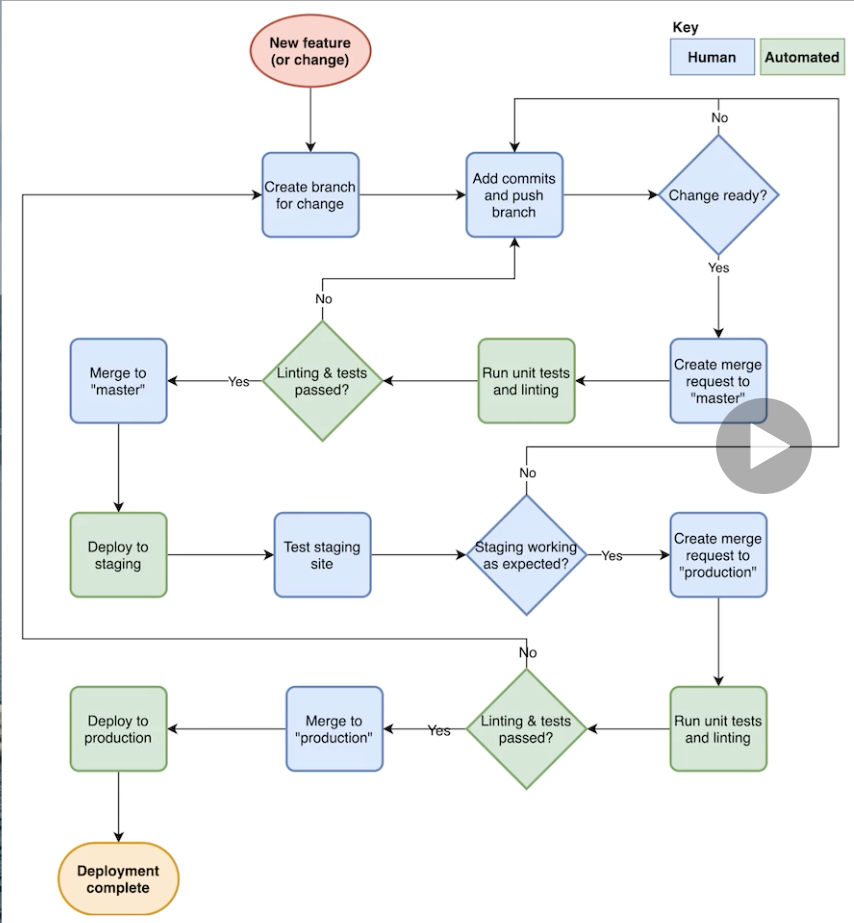 New feature
(or change)
Key
Human
Automated
No
Create branch
for change
Add commits
and push
branch
Change ready?
Yes
No
Merge to
"master"
Yes
Linting & tests
passed?
Run unit tests
and linting
Create merge
request to
"master"
No
Deploy to
staging
Test staging
site
Staging working
as expected?
Yes
Create merge
request to
"production"
No
Deploy to
production
Merge to
"production"
Yes
Linting & tests
passed?
Run unit tests
and linting
Deployment
complete